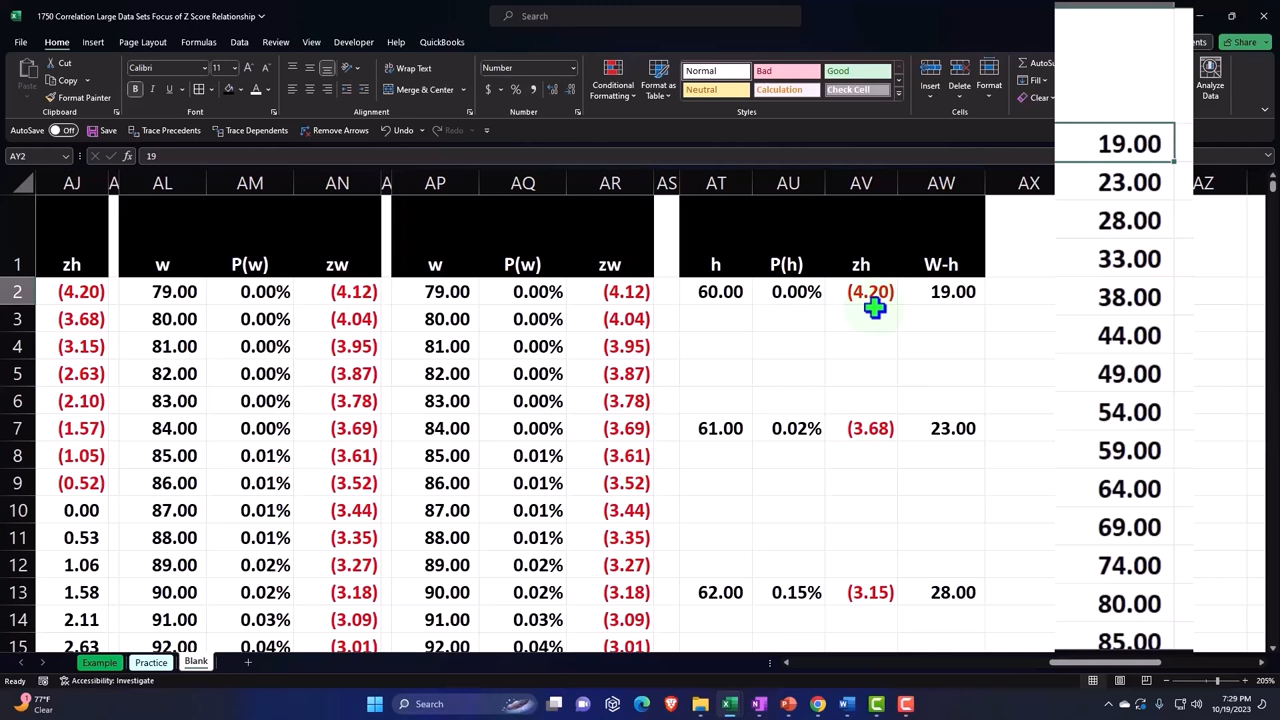 1750 Correlation Large Data Sets Focus of Z Score Relationship
Search
File Home Insert Page Layout Formulas Data Review View Developer Help QuickBooks
Share
Cut
Copy
Format Painter
Calibri 11
Wrap Text
Merge & Center
Number
Conditional Formatting
Format as Table
Normal Bad Good
Neutral Calculation Check Cell
Insert Delete Format
AutoSu
Fill
Clear
Analyze Data
Clipboard Font Alignment Number Styles Cells
AutoSave Off Save Trace Precedents Trace Dependents Remove Arrows Undo Redo
AY2 fx 19
AJ A AL AM AN A AP AQ AR AS AT AU AV AW AX AZ
1 zh w P(w) zw w P(w) zw h P(h) zh W-h
2 (4.20) 79.00 0.00% (4.12) 79.00 0.00% (4.12) 60.00 0.00% (4.20) 19.00
3 (3.68) 80.00 0.00% (4.04) 80.00 0.00% (4.04)
4 (3.15) 81.00 0.00% (3.95) 81.00 0.00% (3.95)
5 (2.63) 82.00 0.00% (3.87) 82.00 0.00% (3.87)
6 (2.10) 83.00 0.00% (3.78) 83.00 0.00% (3.78)
7 (1.57) 84.00 0.00% (3.69) 84.00 0.00% (3.69) 61.00 0.02% (3.68) 23.00
8 (1.05) 85.00 0.01% (3.61) 85.00 0.01% (3.61)
9 (0.52) 86.00 0.01% (3.52) 86.00 0.01% (3.52)
10 0.00 87.00 0.01% (3.44) 87.00 0.01% (3.44)
11 0.53 88.00 0.01% (3.35) 88.00 0.01% (3.35)
12 1.06 89.00 0.02% (3.27) 89.00 0.02% (3.27)
13 1.58 90.00 0.02% (3.18) 90.00 0.02% (3.18) 62.00 0.15% (3.15) 28.00
14 2.11 91.00 0.03% (3.09) 91.00 0.03% (3.09)
15 2.63 92.00 0.04% (3.01) 92.00 0.04% (3.01)
19.00
23.00
28.00
33.00
38.00
44.00
49.00
54.00
59.00
64.00
69.00
74.00
80.00
85.00
Example Practice Blank
Ready Accessibility: Investigate 205%
77°F
Clear
Search
7:29 PM
10/19/2023